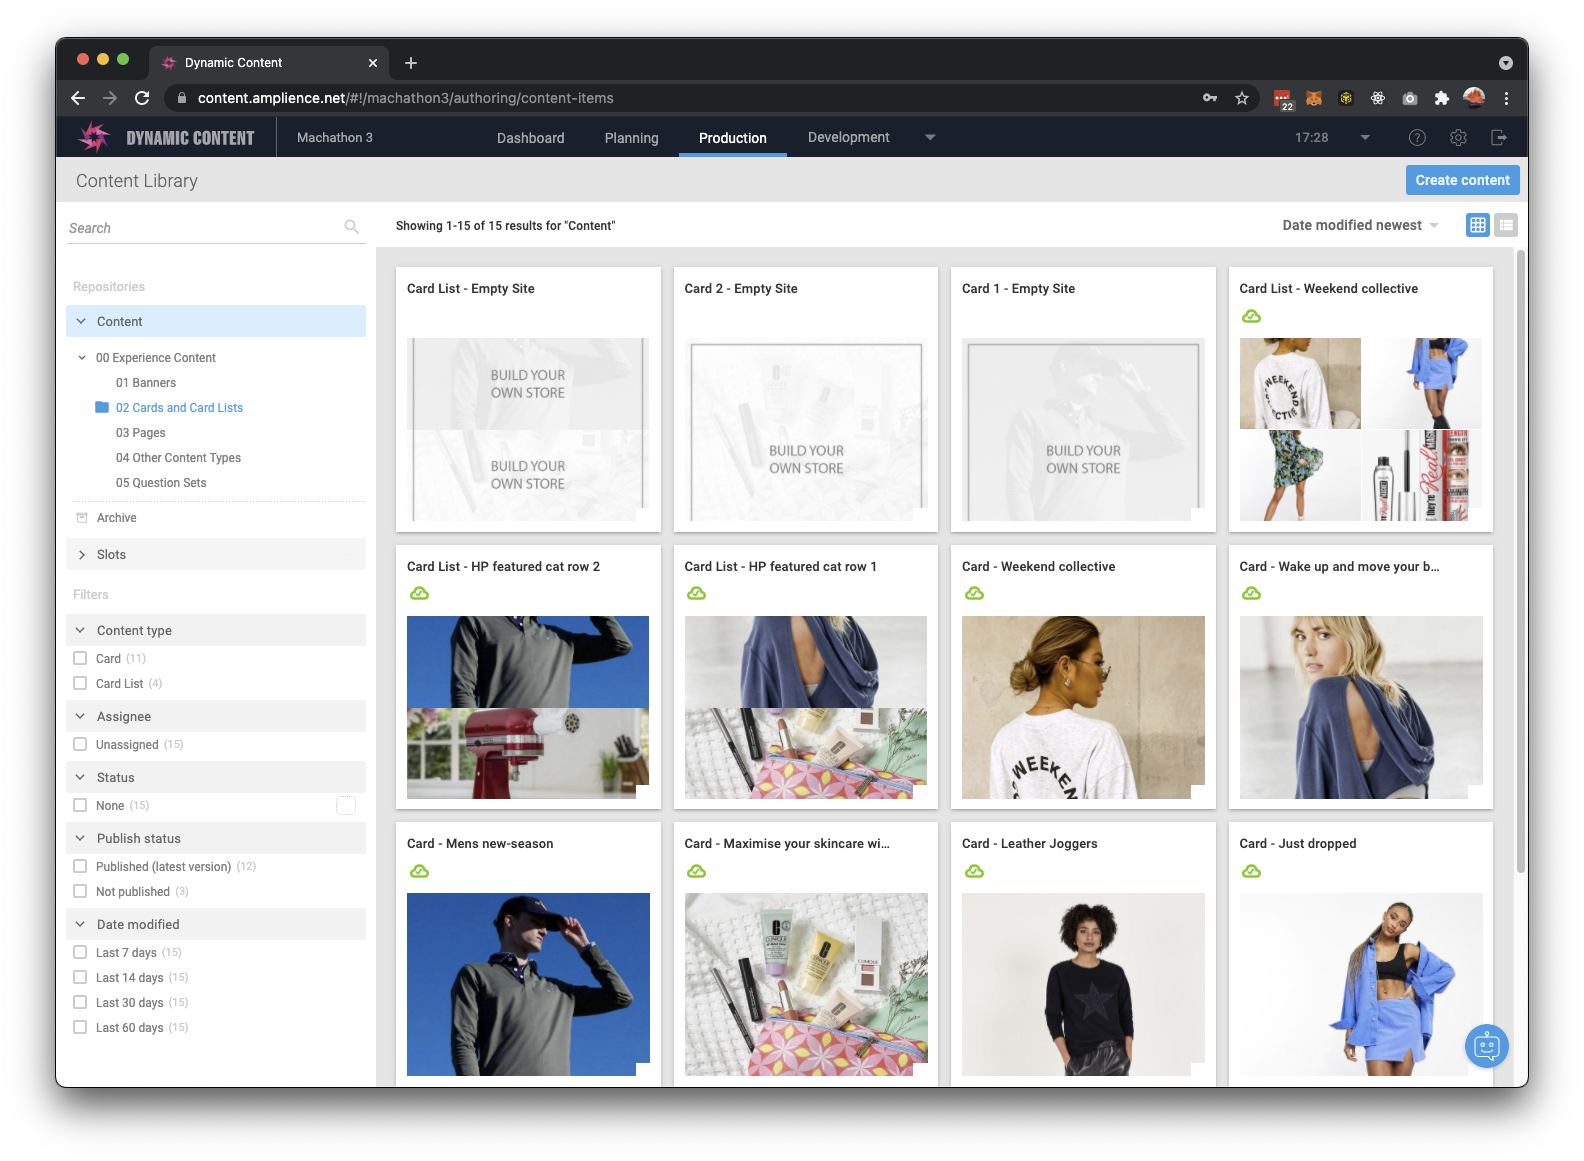 Dynamic Content
content.amplience.net/#!/machathon3/authoring/content-items
22
DYNAMIC CONTENT
Machathon 3
Dashboard
Planning
Production
Development
17:28
Content Library
Create content
Search
Showing 1-15 of 15 results for "Content"
Date modified newest
Repositories
Content
00 Experience Content
01 Banners
02 Cards and Card Lists
03 Pages
04 Other Content Types
05 Question Sets
Archive
Slots
Filters
Content type
Card (11)
Card List (4)
Assignee
Unassigned (15)
Status
None (15)
Publish status
Published (latest version) (12)
Not published (3)
Date modified
Last 7 days (15)
Last 14 days (15)
Last 30 days (15)
Last 60 days (15)
Card List - Empty Site
BUILD YOUR
OWN STORE
BUILD YOUR
OWN STORE
Card 2 - Empty Site
BUILD YOUR
OWN STORE
Card 1 - Empty Site
BUILD YOUR
OWN STORE
Card List - Weekend collective
WEEKEND
they're
Real!
Card List - HP featured cat row 2
Card List - HP featured cat row 1
Card - Weekend collective
WEEKEN
Card - Wake up and move your b...
Card - Mens new-season
Card - Maximise your skincare wi...
CLINIQUE
CLINIQUE
Card - Leather Joggers
Card - Just dropped